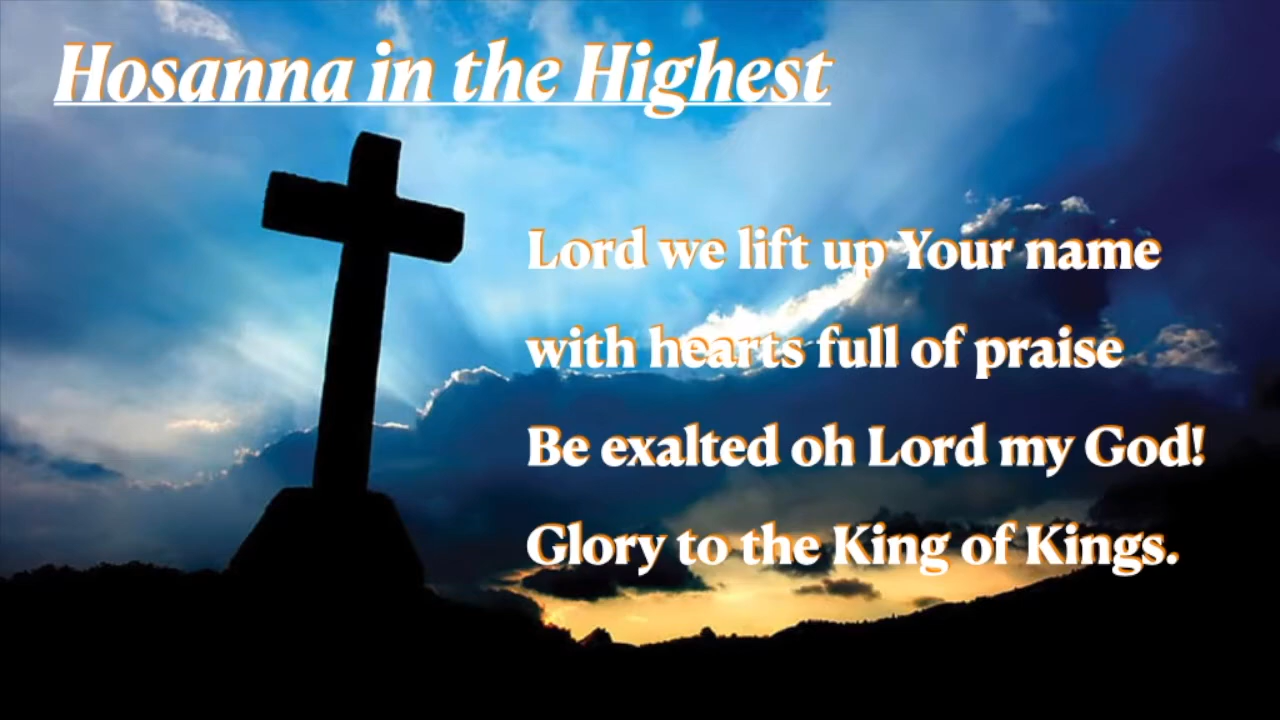 Hosanna in the Highest
Lord we lift up Your name
with hearts full of praise
Be exalted oh Lord my God!
Glory to the King of Kings.